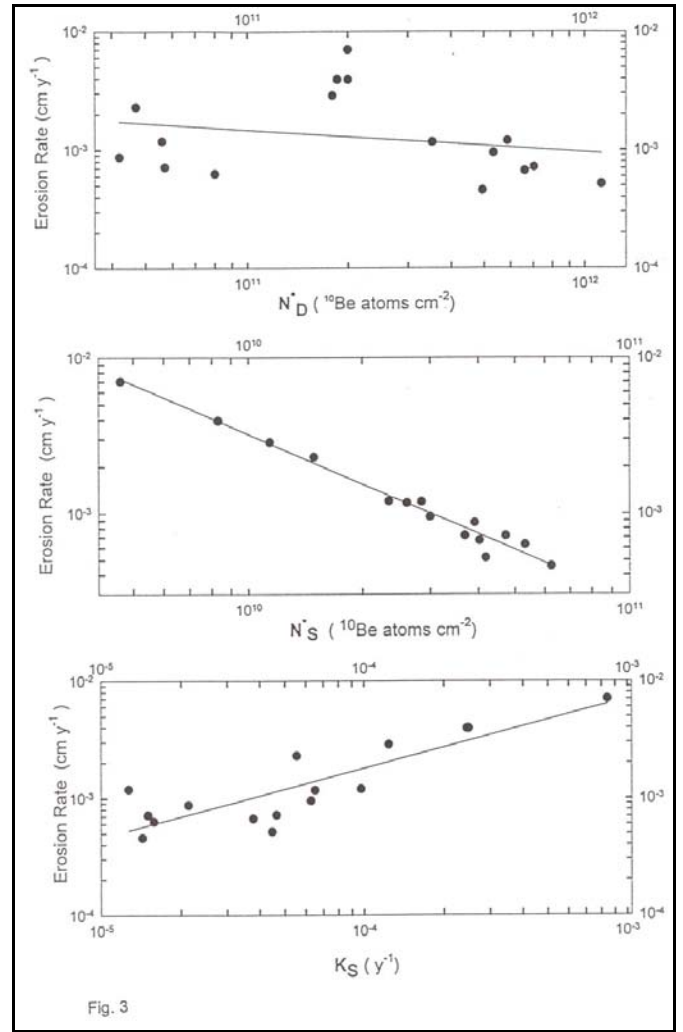 10¹¹ 10¹²
10⁻² 10⁻²
Erosion Rate (cm y⁻¹)
10⁻³ 10⁻³
10⁻⁴ 10⁻⁴
10¹¹ 10¹²
N*D ( ¹⁰Be atoms cm⁻²)
10¹⁰ 10¹¹
10⁻² 10⁻²
Erosion Rate (cm y⁻¹)
10⁻³ 10⁻³
10¹⁰ 10¹¹
N*S ( ¹⁰Be atoms cm⁻²)
10⁻⁵ 10⁻⁴ 10⁻³
10⁻² 10⁻²
Erosion Rate (cm y⁻¹)
10⁻³ 10⁻³
10⁻⁴ 10⁻⁴
10⁻⁵ 10⁻⁴ 10⁻³
KS ( y⁻¹)
Fig. 3